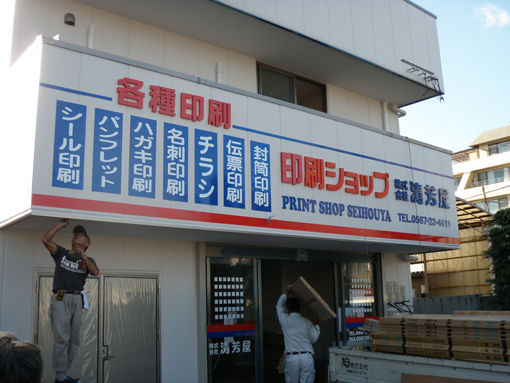 各種印刷
シール印刷
パンフレット
ハガキ印刷
名刺印刷
チラシ
伝票印刷
封筒印刷
印刷ショップ
株式会社 清芳屋
PRINT SHOP SEIHOUYA
TEL.0567-23-4611
株式会社 清芳屋